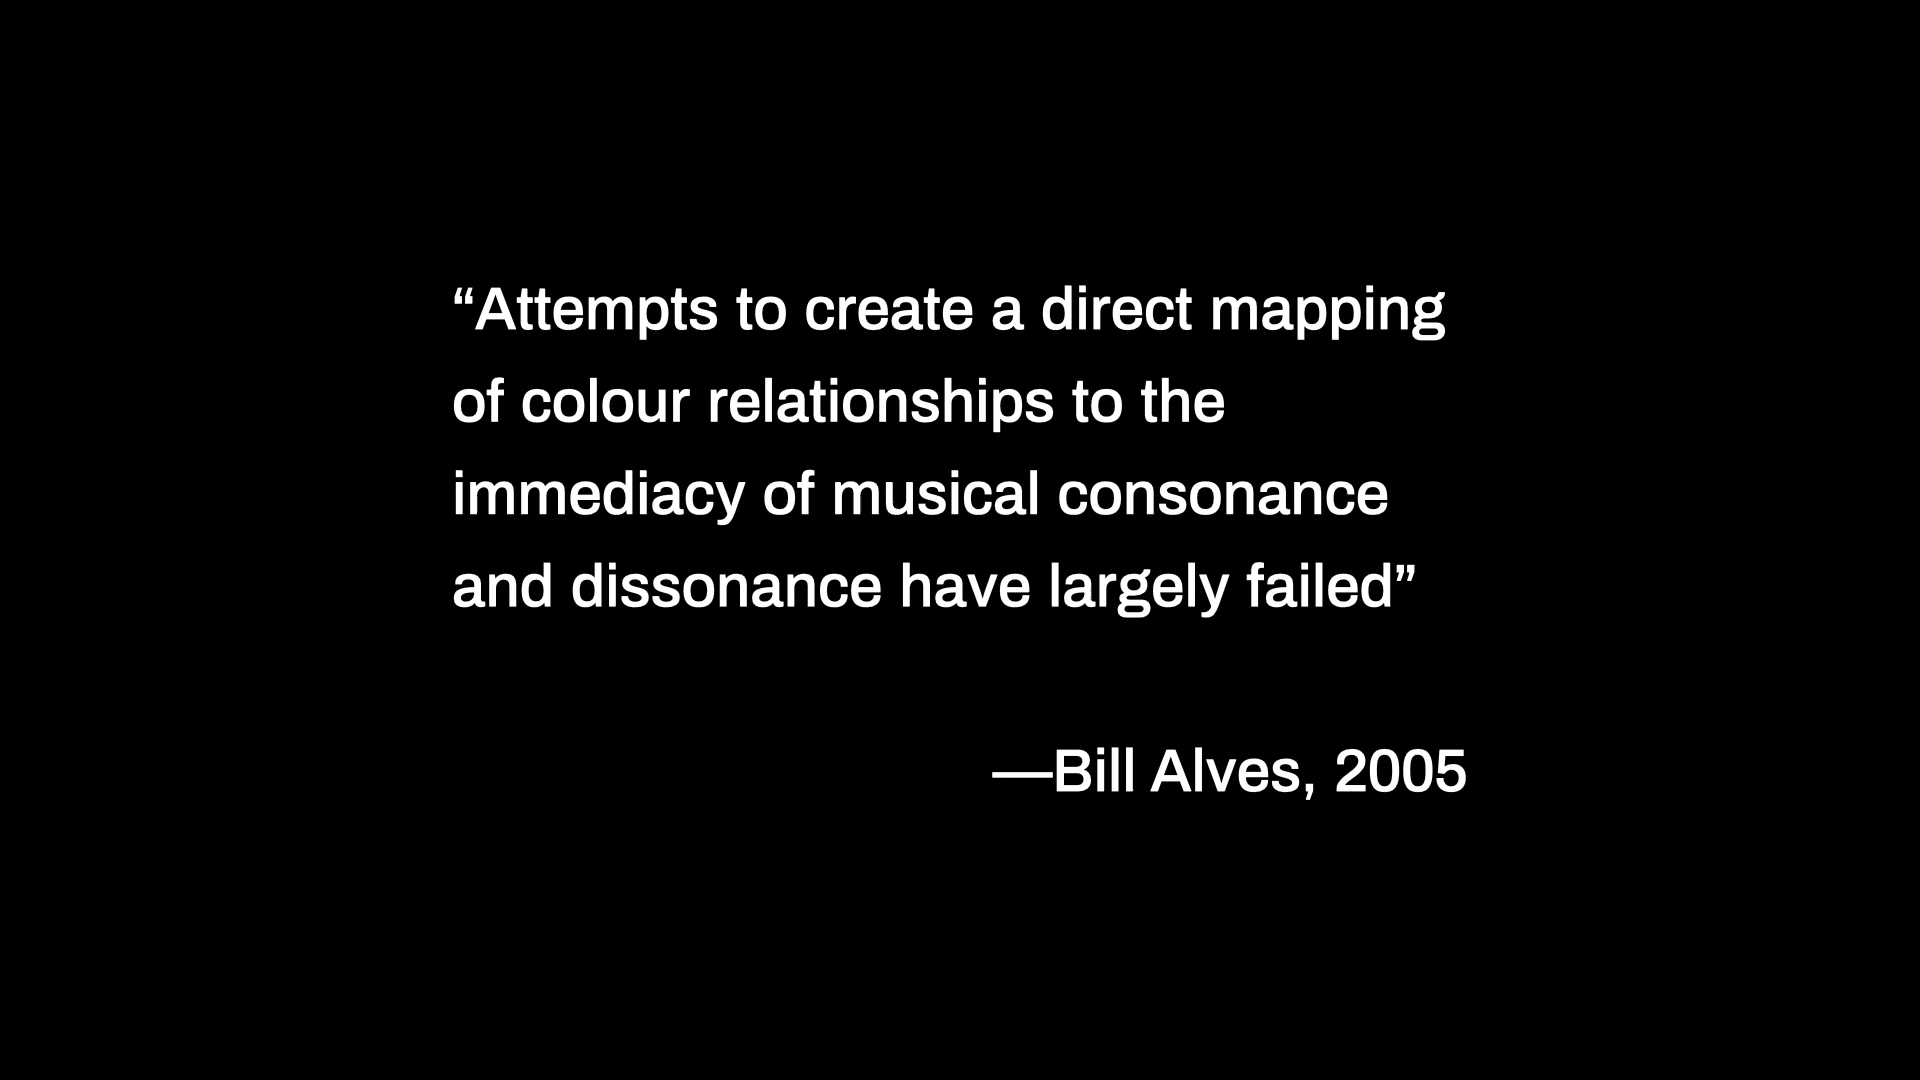 “Attempts to create a direct mapping
of colour relationships to the
immediacy of musical consonance
and dissonance have largely failed”
—Bill Alves, 2005